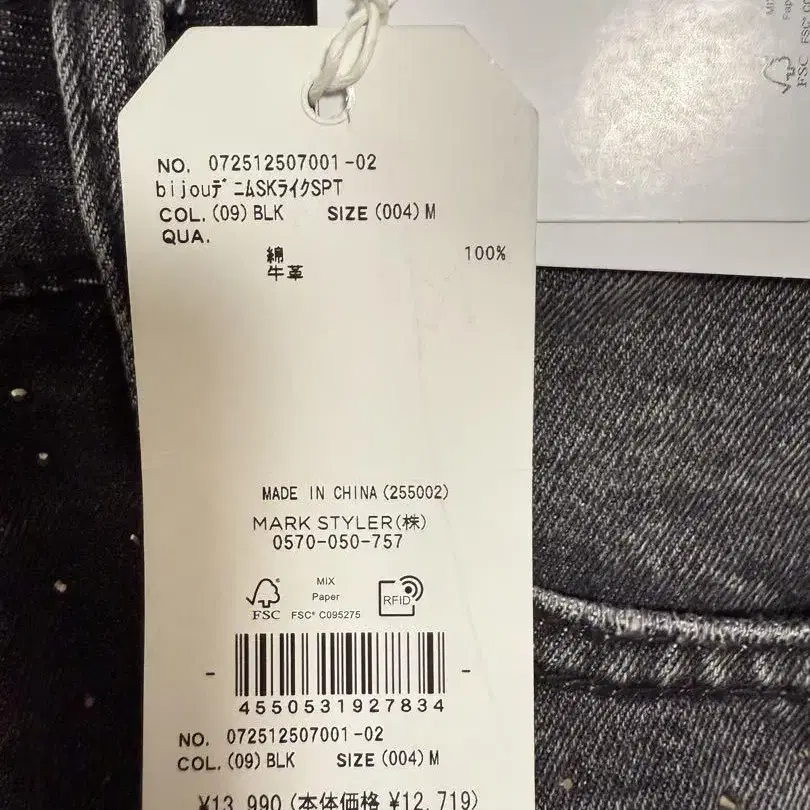 NO. 072512507001-02
bijouﾃﾞﾆﾑSKﾗｲｸSPT
COL.(09)BLK SIZE(004)M
QUA.
綿 100%
牛革
MADE IN CHINA(255002)
MARK STYLER(株)
0570-050-757
FSC
MIX
Paper
FSC® C095275
RFID
4550531927834
NO. 072512507001-02
COL.(09)BLK SIZE(004)M
¥13,990(本体価格 ¥12,719)
FSC